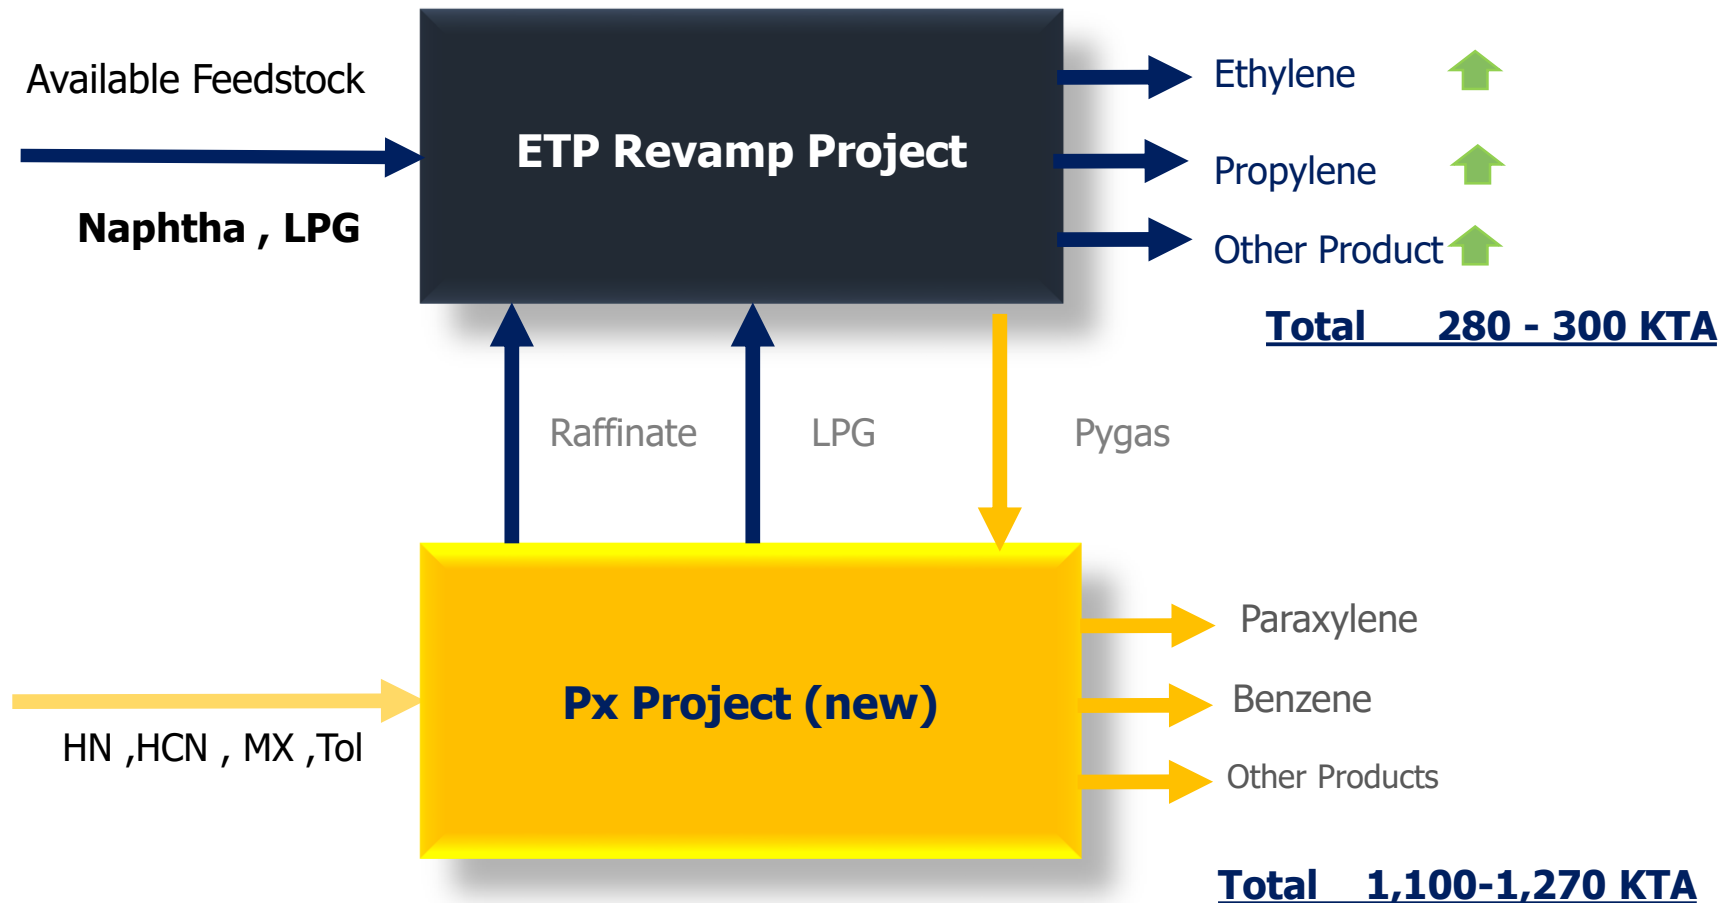 Available Feedstock
Naphtha , LPG
ETP Revamp Project
Ethylene
Propylene
Other Product
Total 280 - 300 KTA
Raffinate
LPG
Pygas
HN ,HCN , MX ,Tol
Px Project (new)
Paraxylene
Benzene
Other Products
Total 1,100-1,270 KTA